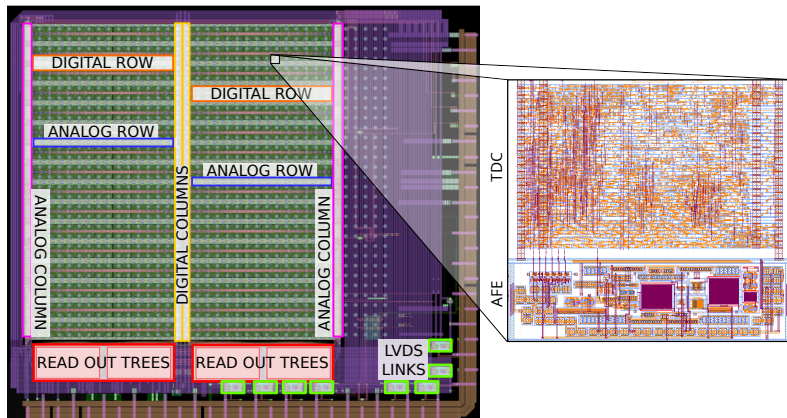 DIGITAL ROW
DIGITAL ROW
ANALOG ROW
ANALOG ROW
ANALOG COLUMN
DIGITAL COLUMNS
ANALOG COLUMN
READ OUT TREES
READ OUT TREES
LVDS
LINKS
TDC
AFE